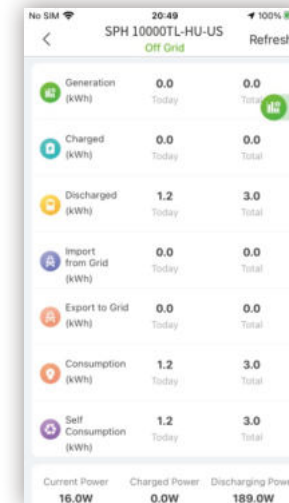 No SIM 20:49 100%
SPH 10000TL-HU-US Refresh
Off Grid
Generation 0.0 0.0
(kWh) Today Total
Charged 0.0 0.0
(kWh) Today Total
Discharged 1.2 3.0
(kWh) Today Total
Import 0.0 0.0
from Grid Today Total
(kWh)
Export to Grid 0.0 0.0
(kWh) Today Total
Consumption 1.2 3.0
(kWh) Today Total
Self 1.2 3.0
Consumption Today Total
(kWh)
Current Power Charged Power Discharging Power
16.0W 0.0W 189.0W